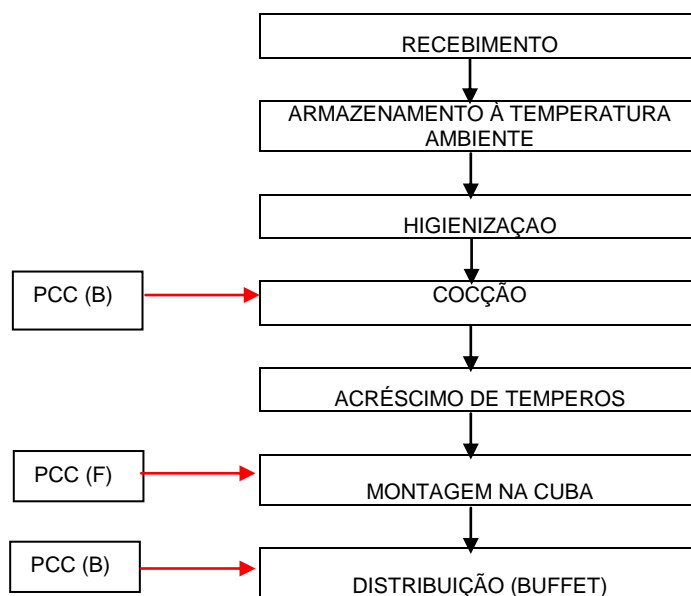 RECEBIMENTO
ARMAZENAMENTO À TEMPERATURA
AMBIENTE
HIGIENIZAÇAO
PCC (B)
COCÇÃO
ACRÉSCIMO DE TEMPEROS
PCC (F)
MONTAGEM NA CUBA
PCC (B)
DISTRIBUIÇÃO (BUFFET)